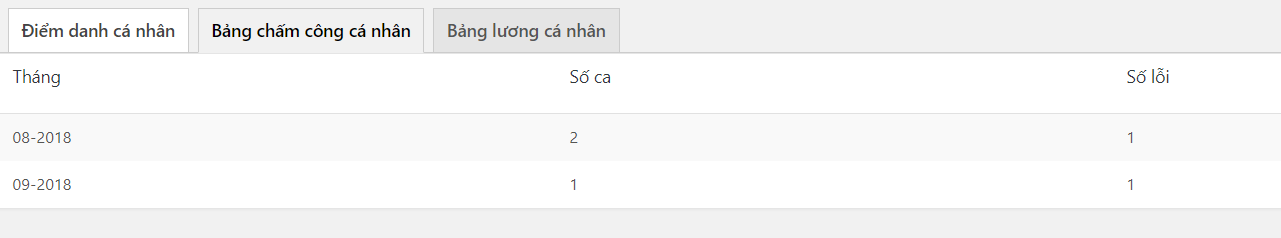 Điểm danh cá nhân Bảng chấm công cá nhân Bảng lương cá nhân
Tháng Số ca Số lỗi
08-2018 2 1
09-2018 1 1